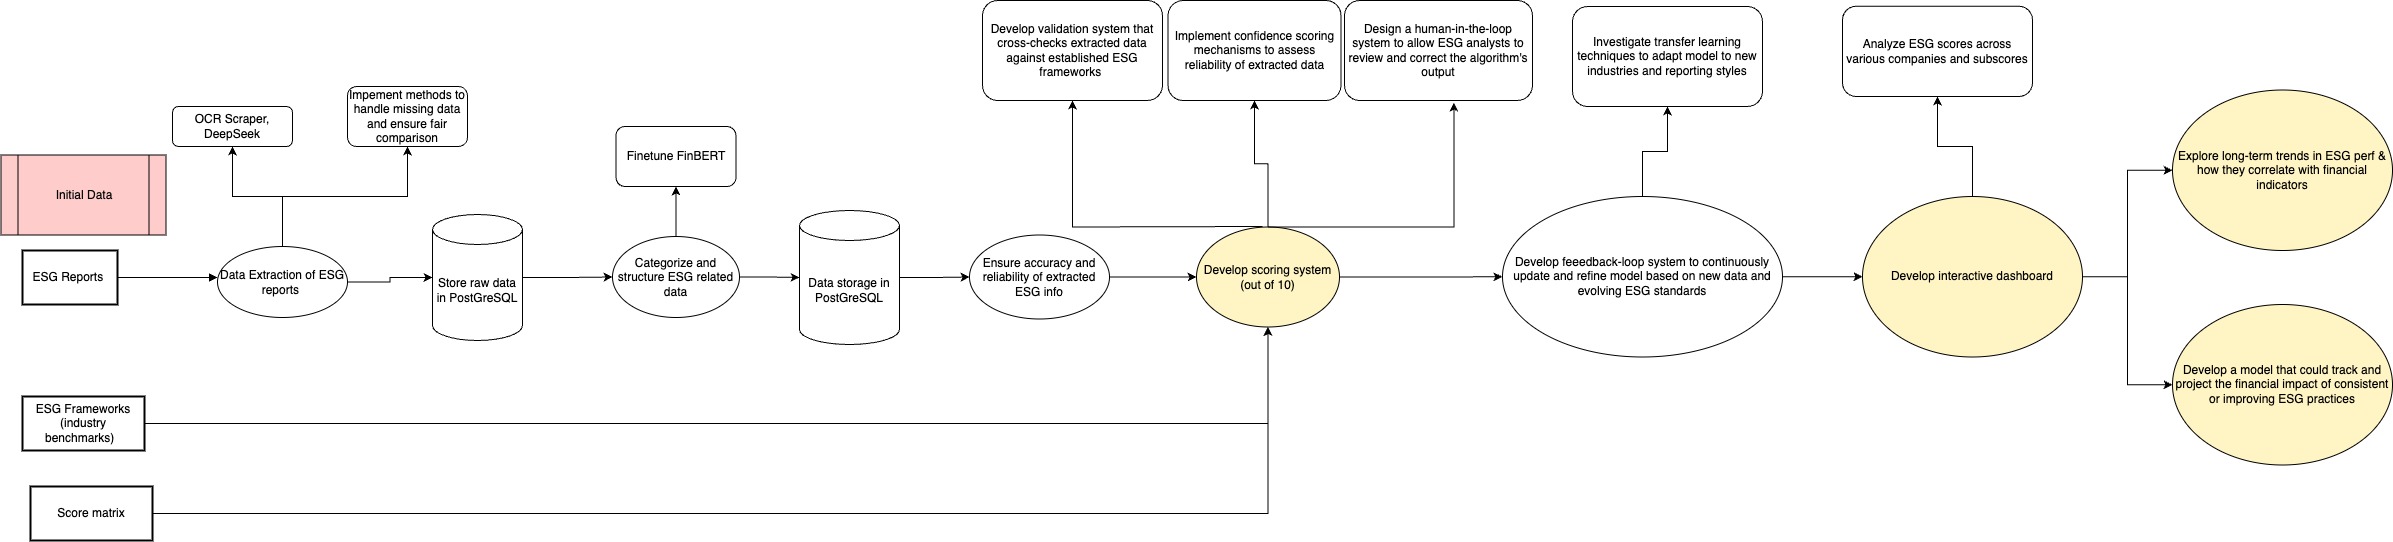 Develop validation system that
cross-checks extracted data
against established ESG
frameworks
Implement confidence scoring
mechanisms to assess
reliability of extracted data
Design a human-in-the-loop
system to allow ESG analysts to
review and correct the algorithm's
output
Investigate transfer learning
techniques to adapt model to new
industries and reporting styles
Analyze ESG scores across
various companies and subscores
OCR Scraper,
DeepSeek
Impement methods to
handle missing data
and ensure fair
comparison
Finetune FinBERT
Explore long-term trends in ESG perf &
how they correlate with financial
indicators
Initial Data
ESG Reports
Data Extraction of ESG
reports
Store raw data
in PostGreSQL
Categorize and
structure ESG related
data
Data storage in
PostGreSQL
Ensure accuracy and
reliability of extracted
ESG info
Develop scoring system
(out of 10)
Develop feeedback-loop system to continuously
update and refine model based on new data and
evolving ESG standards
Develop interactive dashboard
Develop a model that could track and
project the financial impact of consistent
or improving ESG practices
ESG Frameworks
(industry
benchmarks)
Score matrix